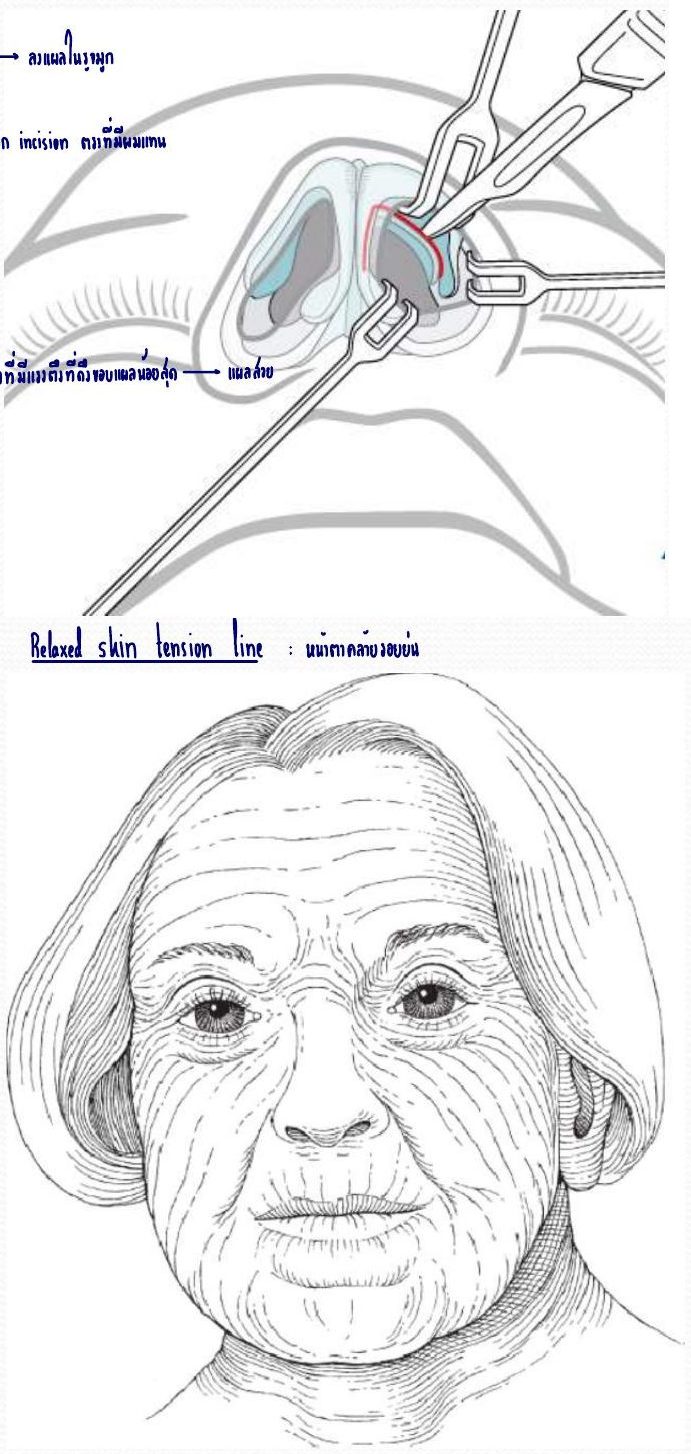 → ลงแผลในรูจมูก
incision ตรงที่มีผมแทน
ที่มีแรงตึงที่ดึงขอบแผลน้อยสุด → แผลสวย
Relaxed skin tension line : หน้าตาคล้ายรอยย่น